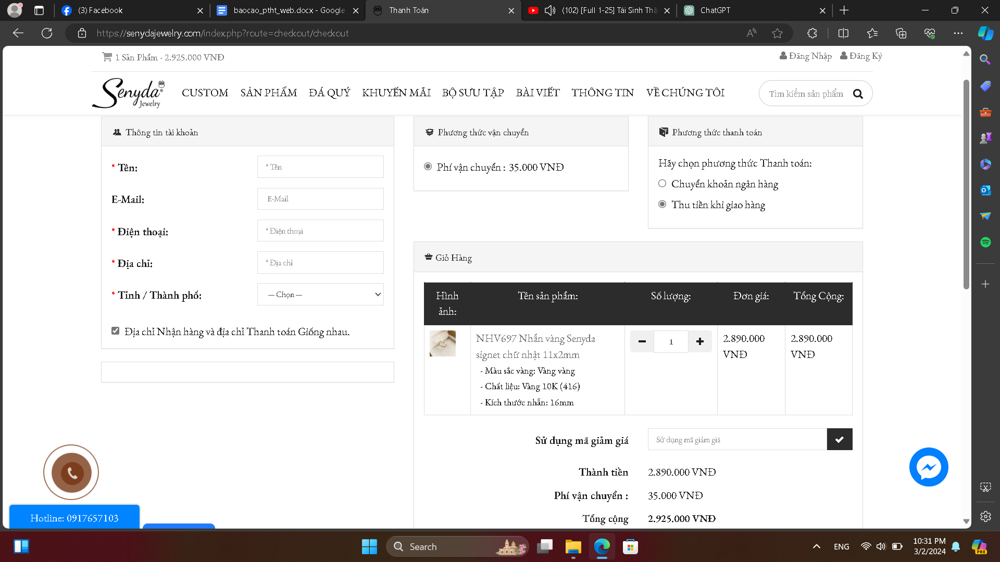 (3) Facebook
baocao_ptht_web.docx - Google
Thanh Toán
(102) [Full 1-25] Tái Sinh Thà
ChatGPT
https://senydajewelry.com/index.php?route=checkout/checkout
1 Sản Phẩm - 2.925.000 VNĐ
Đăng Nhập
Đăng Ký
Senyda
Jewelry
CUSTOM
SẢN PHẨM
ĐÁ QUÝ
KHUYẾN MÃI
BỘ SƯU TẬP
BÀI VIẾT
THÔNG TIN
VỀ CHÚNG TÔI
Tìm kiếm sản phẩm
Thông tin tài khoản
* Tên:
* Tên
E-Mail:
E-Mail
* Điện thoại:
* Điện thoại
* Địa chỉ:
* Địa chỉ
* Tỉnh / Thành phố:
--- Chọn ---
Địa chỉ Nhận hàng và địa chỉ Thanh toán Giống nhau.
Phương thức vận chuyển
Phí vận chuyển : 35.000 VNĐ
Phương thức thanh toán
Hãy chọn phương thức Thanh toán:
Chuyển khoản ngân hàng
Thu tiền khi giao hàng
Giỏ Hàng
Hình
ảnh:
Tên sản phẩm:
Số lượng:
Đơn giá:
Tổng Cộng:
NHV697 Nhẫn vàng Senyda
signet chữ nhật 11x2mm
- Màu sắc vàng: Vàng vàng
- Chất liệu: Vàng 10K (416)
- Kích thước nhẫn: 16mm
1
2.890.000
VNĐ
2.890.000
VNĐ
Sử dụng mã giảm giá
Sử dụng mã giảm giá
Thành tiền
2.890.000 VNĐ
Phí vận chuyển :
35.000 VNĐ
Tổng cộng
2.925.000 VNĐ
Hotline: 0917657103
Search
ENG
10:31 PM
3/2/2024
PRE